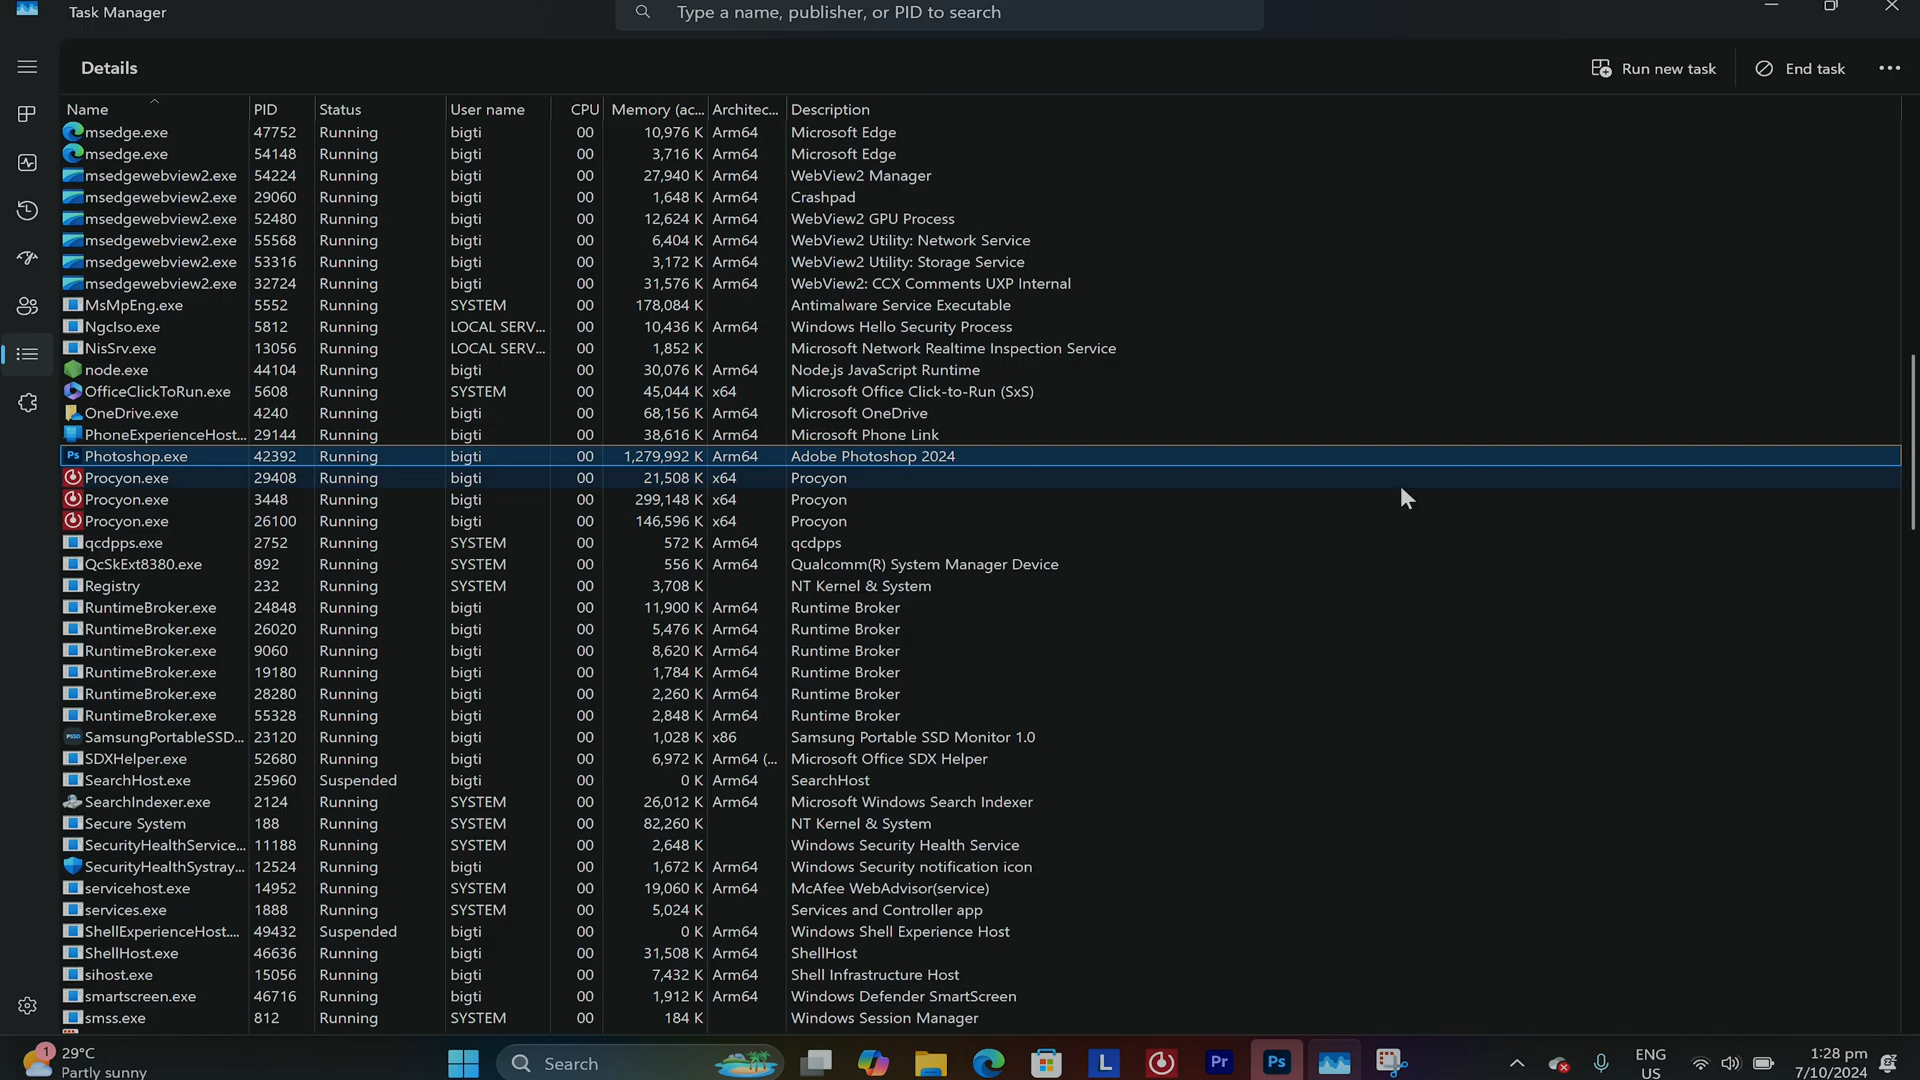 Task Manager
Type a name, publisher, or PID to search
Details
Run new task
End task
Name PID Status User name CPU Memory (ac... Architec... Description
msedge.exe 47752 Running bigti 00 10,976 K Arm64 Microsoft Edge
msedge.exe 54148 Running bigti 00 3,716 K Arm64 Microsoft Edge
msedgewebview2.exe 54224 Running bigti 00 27,940 K Arm64 WebView2 Manager
msedgewebview2.exe 29060 Running bigti 00 1,648 K Arm64 Crashpad
msedgewebview2.exe 52480 Running bigti 00 12,624 K Arm64 WebView2 GPU Process
msedgewebview2.exe 55568 Running bigti 00 6,404 K Arm64 WebView2 Utility: Network Service
msedgewebview2.exe 53316 Running bigti 00 3,172 K Arm64 WebView2 Utility: Storage Service
msedgewebview2.exe 32724 Running bigti 00 31,576 K Arm64 WebView2: CCX Comments UXP Internal
MsMpEng.exe 5552 Running SYSTEM 00 178,084 K Antimalware Service Executable
NgcIso.exe 5812 Running LOCAL SERV... 00 10,436 K Arm64 Windows Hello Security Process
NisSrv.exe 13056 Running LOCAL SERV... 00 1,852 K Microsoft Network Realtime Inspection Service
node.exe 44104 Running bigti 00 30,076 K Arm64 Node.js JavaScript Runtime
OfficeClickToRun.exe 5608 Running SYSTEM 00 45,044 K x64 Microsoft Office Click-to-Run (SxS)
OneDrive.exe 4240 Running bigti 00 68,156 K Arm64 Microsoft OneDrive
PhoneExperienceHost... 29144 Running bigti 00 38,616 K Arm64 Microsoft Phone Link
Ps Photoshop.exe 42392 Running bigti 00 1,279,992 K Arm64 Adobe Photoshop 2024
Procyon.exe 29408 Running bigti 00 21,508 K x64 Procyon
Procyon.exe 3448 Running bigti 00 299,148 K x64 Procyon
Procyon.exe 26100 Running bigti 00 146,596 K x64 Procyon
qcdpps.exe 2752 Running SYSTEM 00 572 K Arm64 qcdpps
QcSkExt8380.exe 892 Running SYSTEM 00 556 K Arm64 Qualcomm(R) System Manager Device
Registry 232 Running SYSTEM 00 3,708 K NT Kernel & System
RuntimeBroker.exe 24848 Running bigti 00 11,900 K Arm64 Runtime Broker
RuntimeBroker.exe 26020 Running bigti 00 5,476 K Arm64 Runtime Broker
RuntimeBroker.exe 9060 Running bigti 00 8,620 K Arm64 Runtime Broker
RuntimeBroker.exe 19180 Running bigti 00 1,784 K Arm64 Runtime Broker
RuntimeBroker.exe 28280 Running bigti 00 2,260 K Arm64 Runtime Broker
RuntimeBroker.exe 55328 Running bigti 00 2,848 K Arm64 Runtime Broker
PSSD SamsungPortableSSD... 23120 Running bigti 00 1,028 K x86 Samsung Portable SSD Monitor 1.0
SDXHelper.exe 52680 Running bigti 00 6,972 K Arm64 (... Microsoft Office SDX Helper
SearchHost.exe 25960 Suspended bigti 00 0 K Arm64 SearchHost
SearchIndexer.exe 2124 Running SYSTEM 00 26,012 K Arm64 Microsoft Windows Search Indexer
Secure System 188 Running SYSTEM 00 82,260 K NT Kernel & System
SecurityHealthService... 11188 Running SYSTEM 00 2,648 K Windows Security Health Service
SecurityHealthSystray... 12524 Running bigti 00 1,672 K Arm64 Windows Security notification icon
servicehost.exe 14952 Running SYSTEM 00 19,060 K Arm64 McAfee WebAdvisor(service)
services.exe 1888 Running SYSTEM 00 5,024 K Services and Controller app
ShellExperienceHost.... 49432 Suspended bigti 00 0 K Arm64 Windows Shell Experience Host
ShellHost.exe 46636 Running bigti 00 31,508 K Arm64 ShellHost
sihost.exe 15056 Running bigti 00 7,432 K Arm64 Shell Infrastructure Host
smartscreen.exe 46716 Running bigti 00 1,912 K Arm64 Windows Defender SmartScreen
smss.exe 812 Running SYSTEM 00 184 K Windows Session Manager
1 29°C
Partly sunny
Search
L
Pr
Ps
ENG
US
1:28 pm
7/10/2024